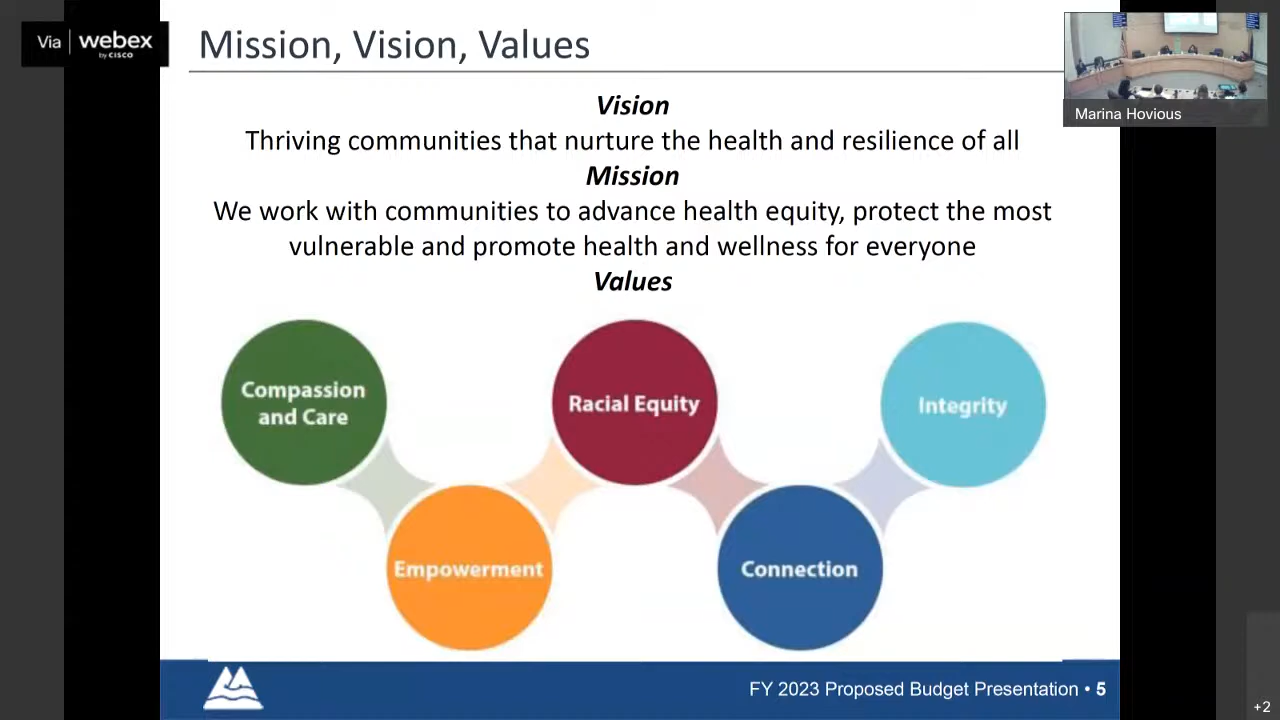 Via webex
by CISCO
Mission, Vision, Values
Marina Hovious
Vision
Thriving communities that nurture the health and resilience of all
Mission
We work with communities to advance health equity, protect the most
vulnerable and promote health and wellness for everyone
Values
Compassion
and Care
Racial Equity
Integrity
Empowerment
Connection
FY 2023 Proposed Budget Presentation • 5
+2